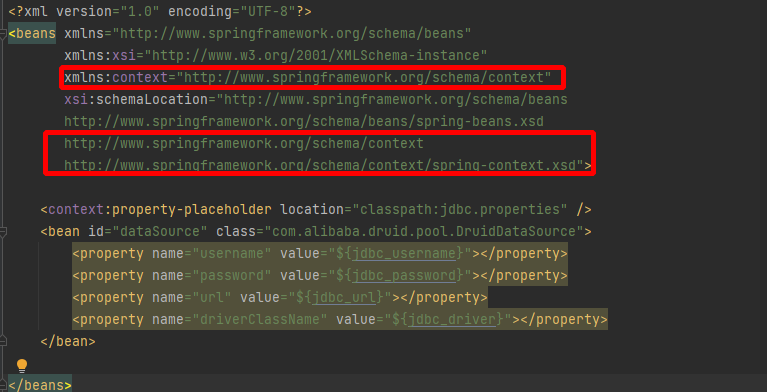 <?xml version="1.0" encoding="UTF-8"?>
<beans xmlns="http://www.springframework.org/schema/beans"
xmlns:xsi="http://www.w3.org/2001/XMLSchema-instance"
xmlns:context="http://www.springframework.org/schema/context"
xsi:schemaLocation="http://www.springframework.org/schema/beans
http://www.springframework.org/schema/beans/spring-beans.xsd
http://www.springframework.org/schema/context
http://www.springframework.org/schema/context/spring-context.xsd">
<context:property-placeholder location="classpath:jdbc.properties" />
<bean id="dataSource" class="com.alibaba.druid.pool.DruidDataSource">
<property name="username" value="${jdbc_username}"></property>
<property name="password" value="${jdbc_password}"></property>
<property name="url" value="${jdbc_url}"></property>
<property name="driverClassName" value="${jdbc_driver}"></property>
</bean>
</beans>